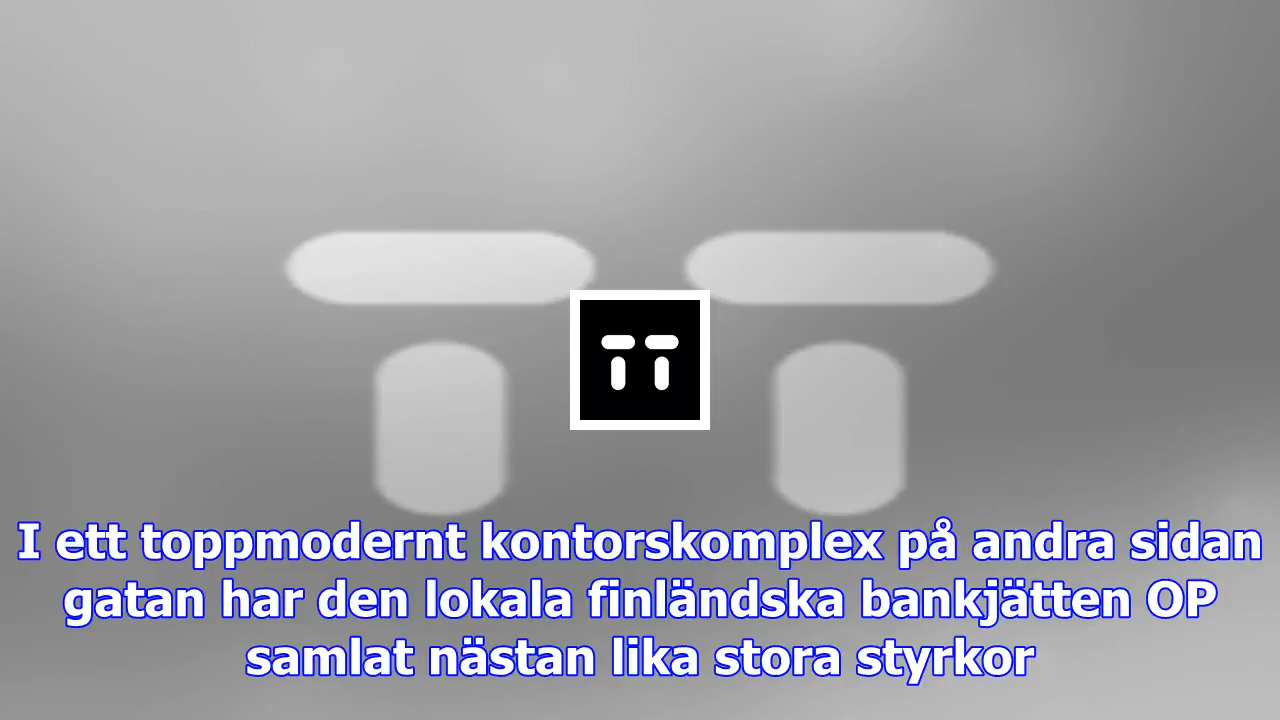 I ett toppmodernt kontorskomplex på andra sidan
gatan har den lokala finländska bankjätten OP
samlat nästan lika stora styrkor